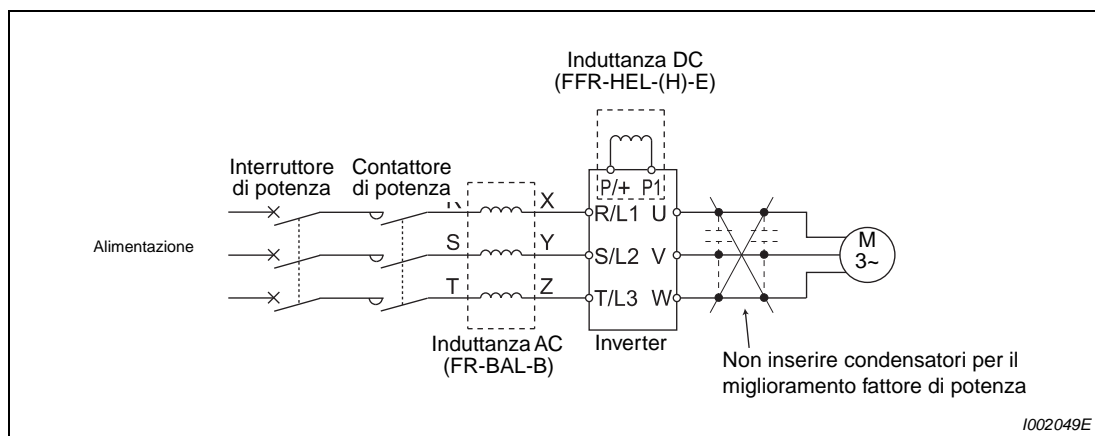 Induttanza DC
(FFR-HEL-(H)-E)
Interruttore
di potenza
Contattore
di potenza
P/+ P1
X
R/L1 U
Alimentazione
S
Y
S/L2 V
M
3~
T
Z
T/L3 W
Induttanza AC
(FR-BAL-B)
Inverter
Non inserire condensatori per il
miglioramento fattore di potenza
I002049E